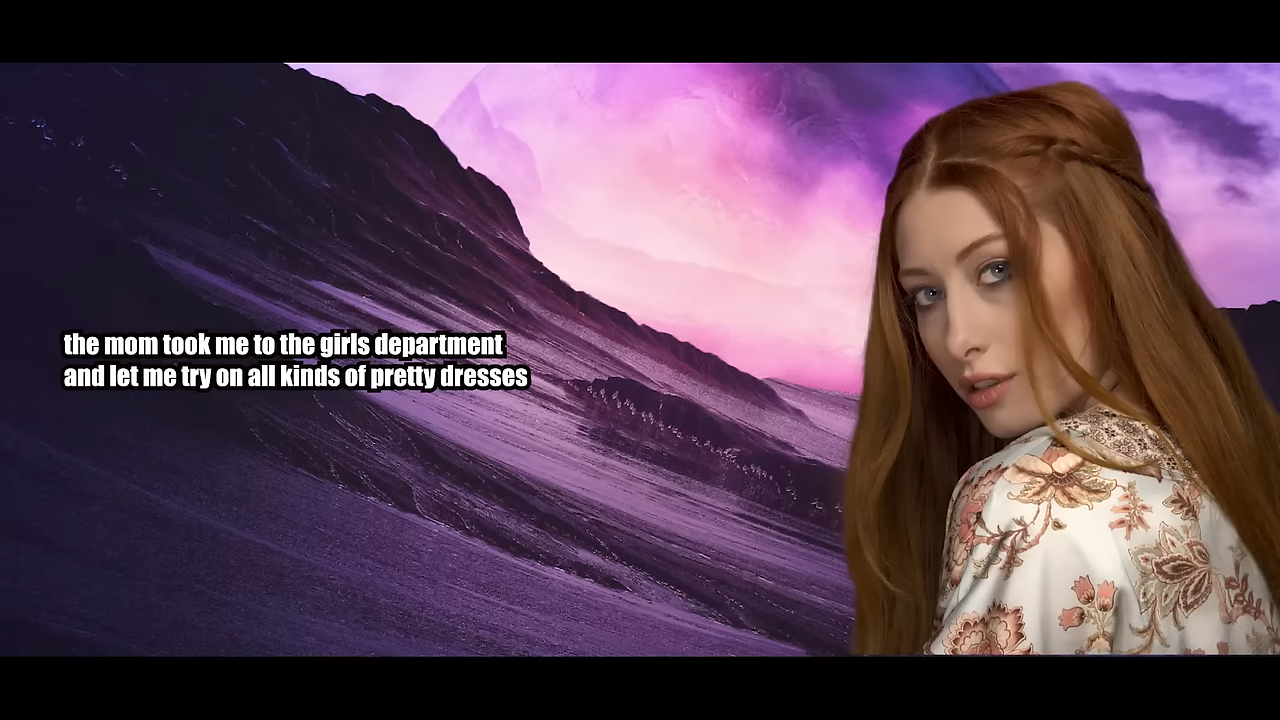 the mom took me to the girls department
and let me try on all kinds of pretty dresses